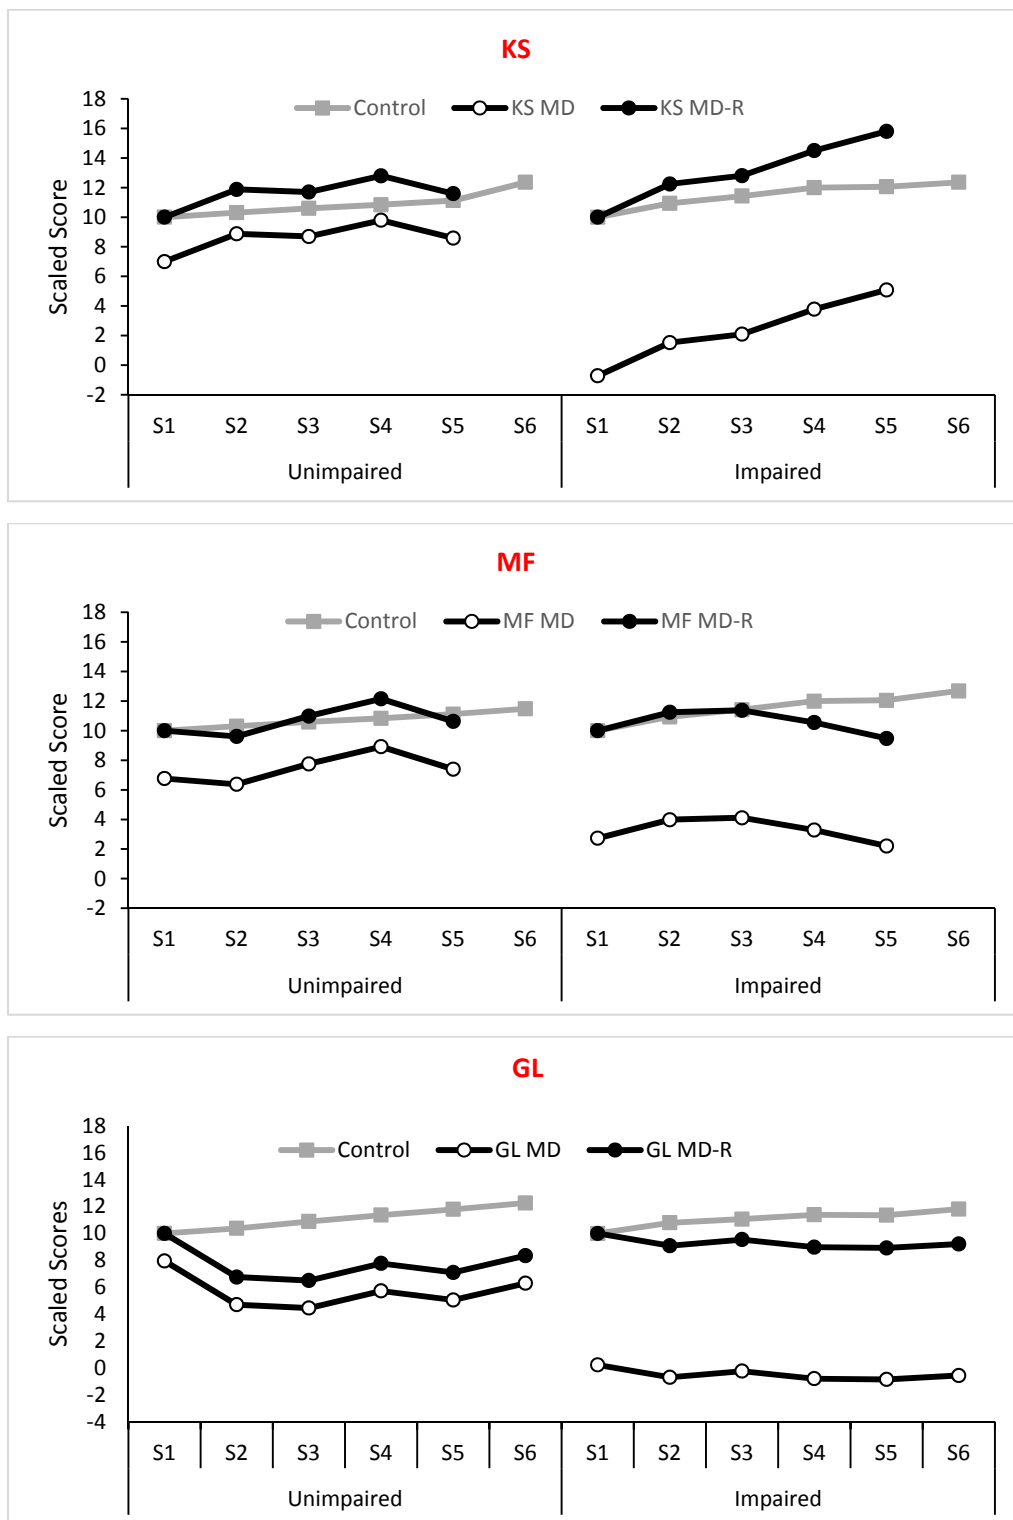 KS
Control KS MD KS MD-R
Scaled Score
18
16
14
12
10
8
6
4
2
0
-2
S1 S2 S3 S4 S5 S6 S1 S2 S3 S4 S5 S6
Unimpaired Impaired
MF
Control MF MD MF MD-R
Scaled Score
18
16
14
12
10
8
6
4
2
0
-2
S1 S2 S3 S4 S5 S6 S1 S2 S3 S4 S5 S6
Unimpaired Impaired
GL
Control GL MD GL MD-R
Scaled Scores
18
16
14
12
10
8
6
4
2
0
-2
-4
S1 S2 S3 S4 S5 S6 S1 S2 S3 S4 S5 S6
Unimpaired Impaired